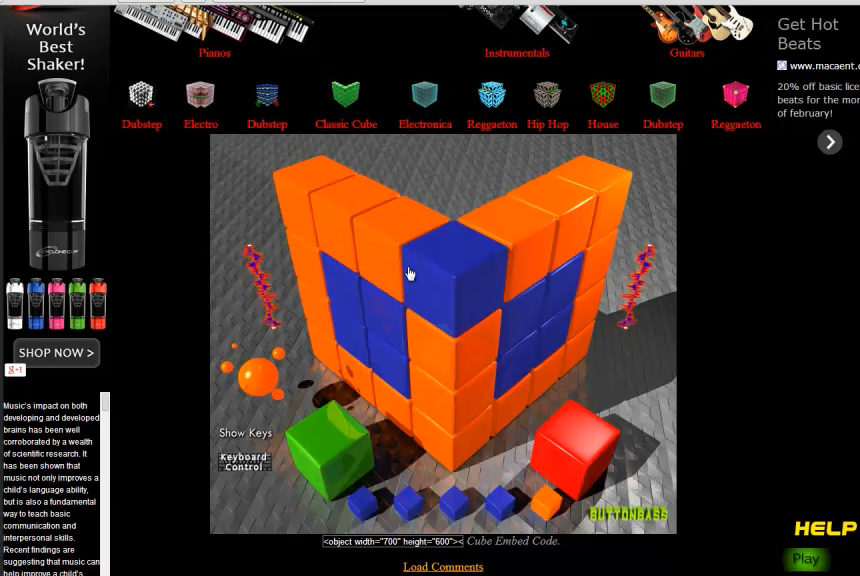 World's
Best
Shaker!
SHOP NOW >
g+1
Music's impact on both
developing and developed
brains has been well
corroborated by a wealth
of scientific research. It
has been shown that
music not only improves a
child's language ability,
but is also a fundamental
way to teach basic
communication and
interpersonal skills.
Recent findings are
suggesting that music can
help improve a child's
Pianos
Instrumentals
Guitars
Dubstep
Electro
Dubstep
Classic Cube
Electronica
Reggaeton
Hip Hop
House
Dubstep
Reggaeton
Show Keys
Keyboard
Control
BUTTONBASS
<object width="700" height="600"><
Cube Embed Code.
Load Comments
Get Hot
Beats
www.macaent.c
20% off basic lice
beats for the mor
of february!
HELP
Play